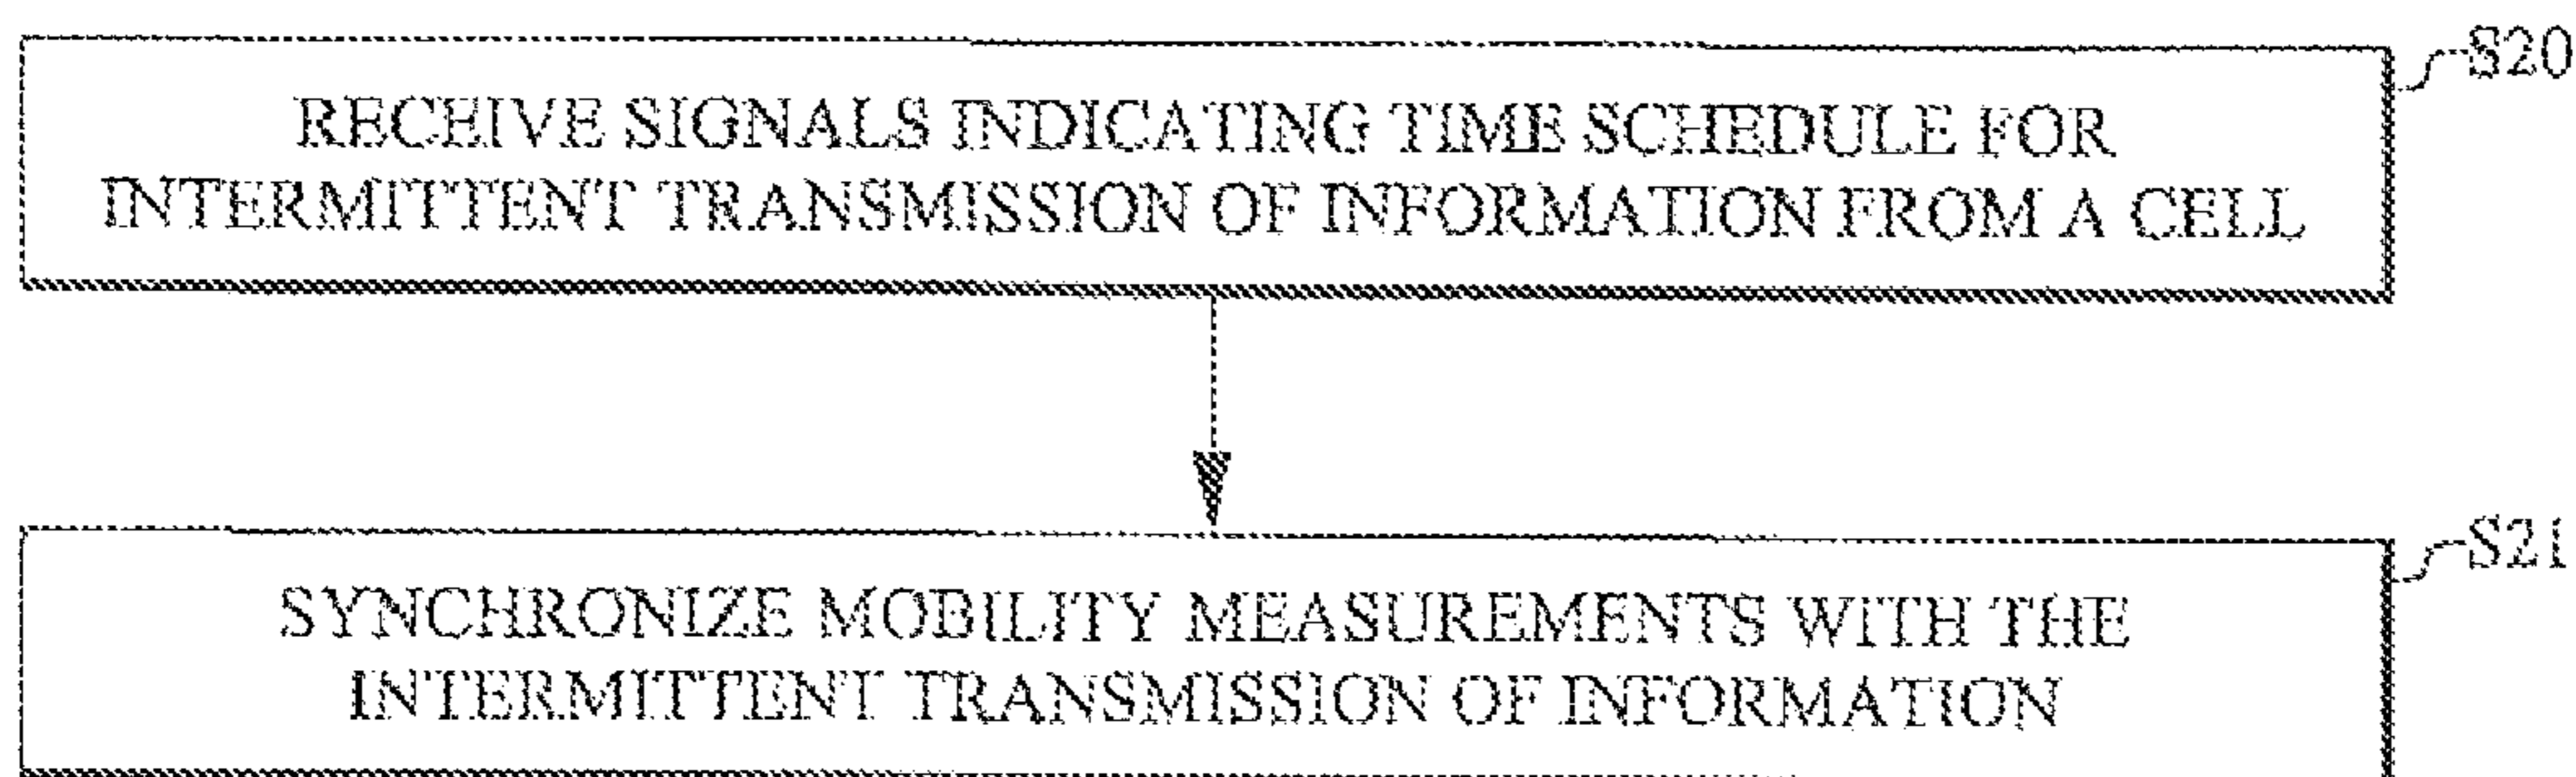 S20
RECEIVE SIGNALS INDICATING TIME SCHEDULE FOR
INTERMITTENT TRANSMISSION OF INFORMATION FROM A CELL
S21
SYNCHRONIZE MOBILITY MEASUREMENTS WITH THE
INTERMITTENT TRANSMISSION OF INFORMATION